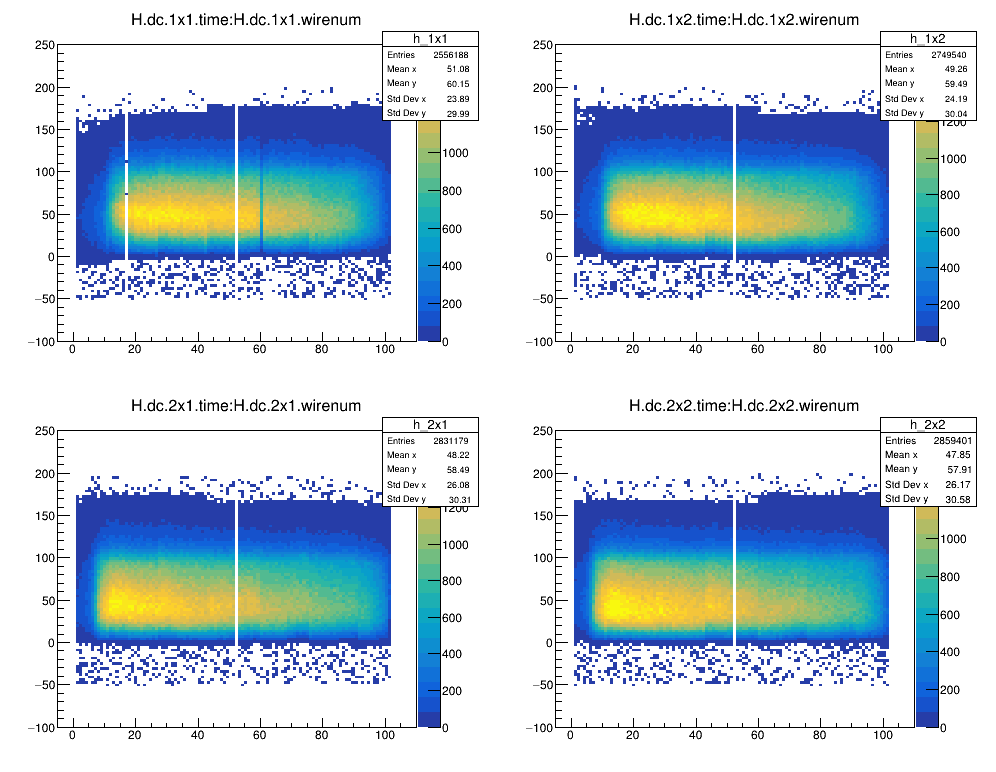 H.dc.1x1.time:H.dc.1x1.wirenum
h_1x1
Entries 2556188
Mean x 51.08
Mean y 60.15
Std Dev x 23.89
Std Dev y 29.99
250
200
150
100
50
0
−50
−100
0 20 40 60 80 100
1000
800
600
400
200
0
H.dc.1x2.time:H.dc.1x2.wirenum
h_1x2
Entries 2749540
Mean x 49.26
Mean y 59.49
Std Dev x 24.19
Std Dev y 30.04
250
200
150
100
50
0
−50
−100
0 20 40 60 80 100
1200
1000
800
600
400
200
0
H.dc.2x1.time:H.dc.2x1.wirenum
h_2x1
Entries 2831179
Mean x 48.22
Mean y 58.49
Std Dev x 26.08
Std Dev y 30.31
250
200
150
100
50
0
−50
−100
0 20 40 60 80 100
1200
1000
800
600
400
200
0
H.dc.2x2.time:H.dc.2x2.wirenum
h_2x2
Entries 2859401
Mean x 47.85
Mean y 57.91
Std Dev x 26.17
Std Dev y 30.58
250
200
150
100
50
0
−50
−100
0 20 40 60 80 100
1000
800
600
400
200
0